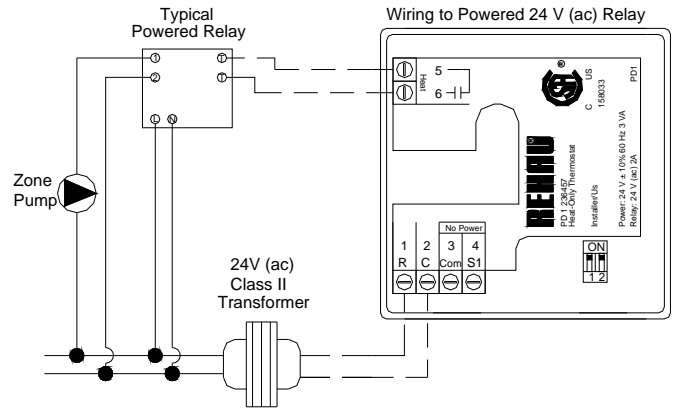 Typical
Powered Relay
Wiring to Powered 24 V (ac) Relay
1
2
T
T
L
N
5
6
Heat
C
US
158033
PD1
REHAU
PD1 236457
Heat-Only Thermostat
Installer/Us
Power: 24 V ± 10% 60 Hz 3 VA
Relay: 24 V (ac) 2A
Zone
Pump
No Power
1 2 3 4
R C Com S1
ON
1 2
24V (ac)
Class II
Transformer